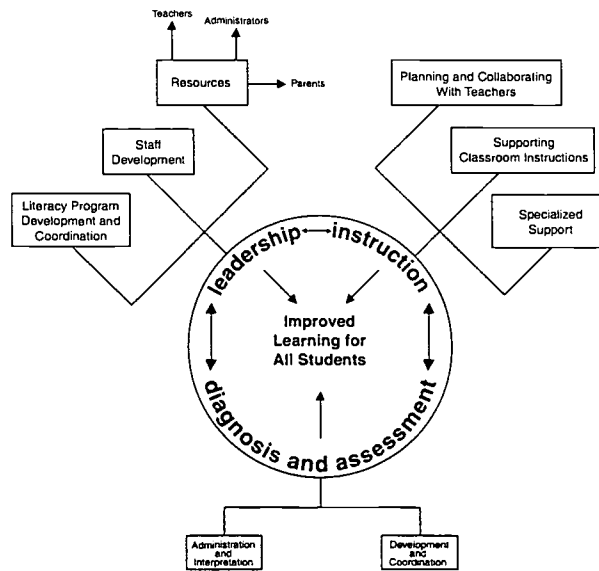 Teachers
Administrators
Resources
Parents
Staff
Development
Literacy Program
Development and
Coordination
Planning and Collaborating
With Teachers
Supporting
Classroom Instructions
Specialized
Support
leadership
instruction
Improved
Learning for
All Students
diagnosis and assessment
Administration
and
Interpretation
Development
and
Coordination